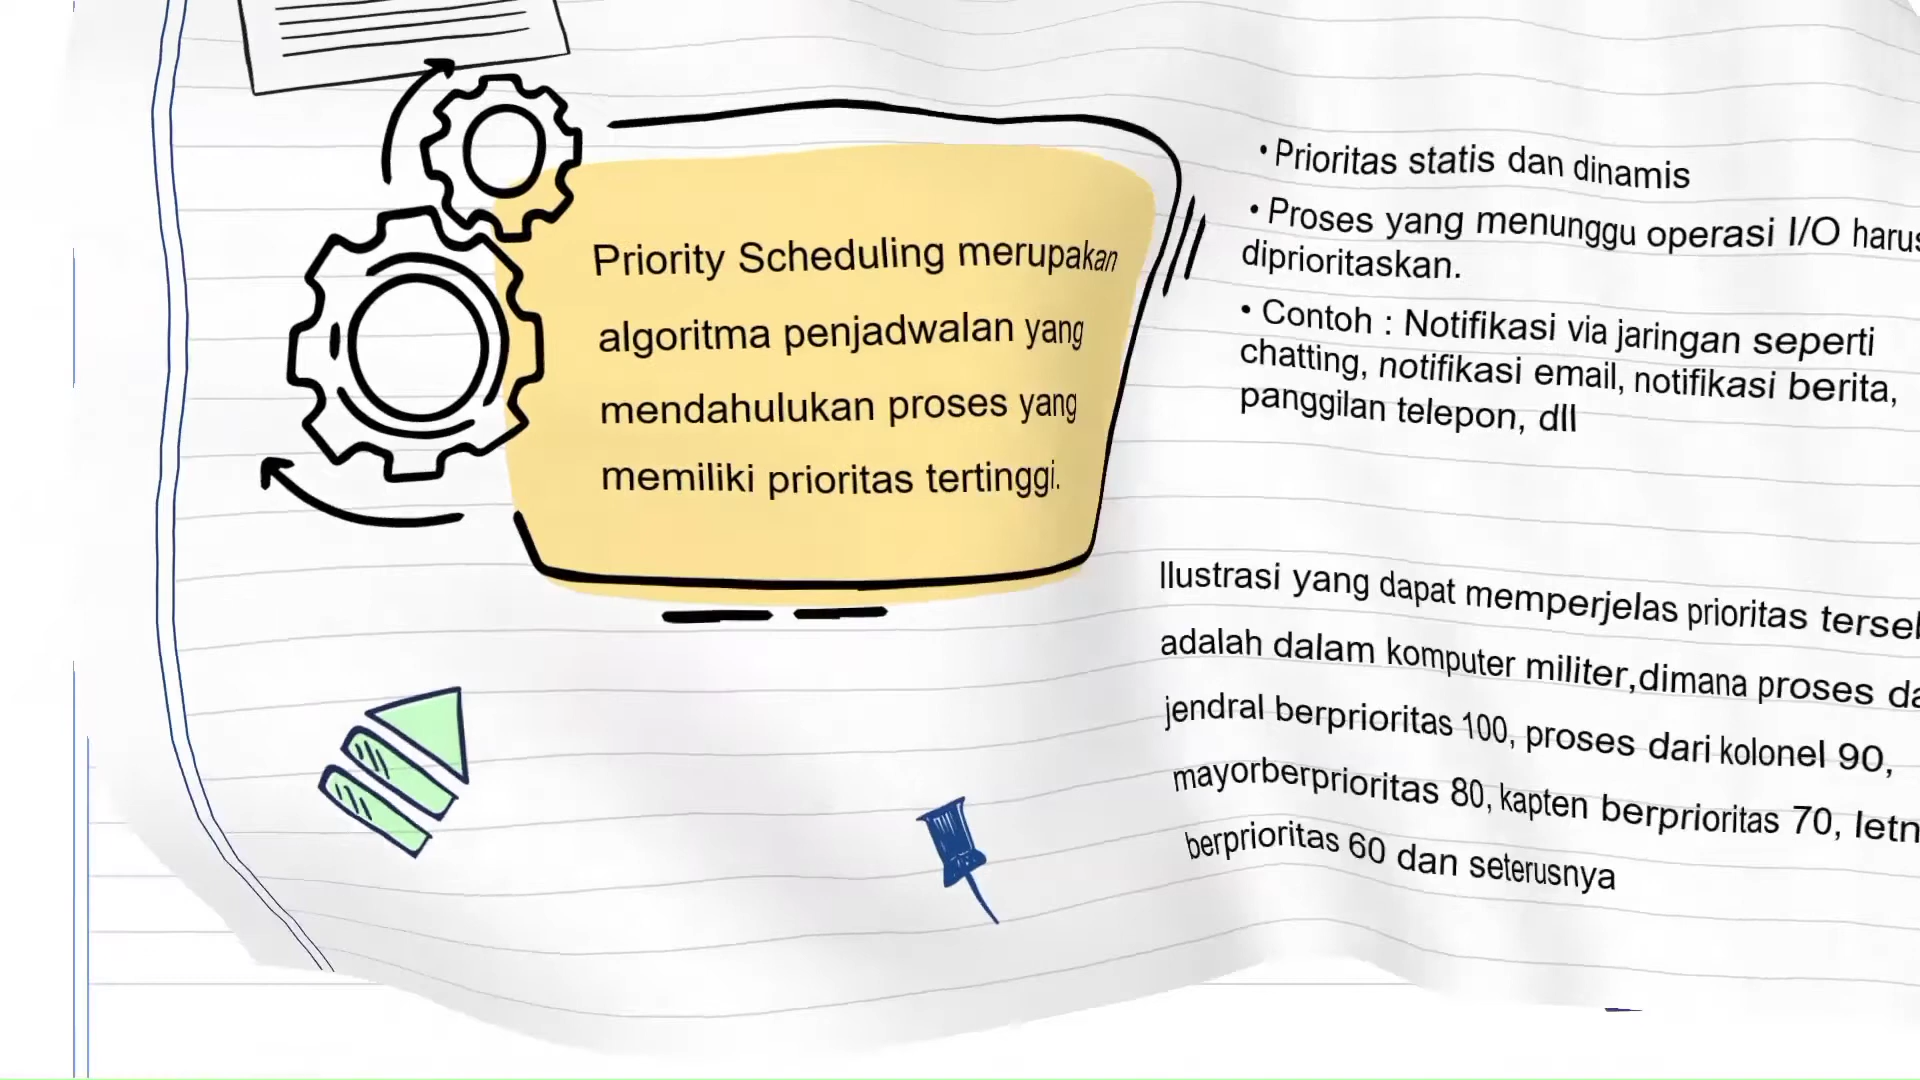 Priority Scheduling merupakan
algoritma penjadwalan yang
mendahulukan proses yang
memiliki prioritas tertinggi.
• Prioritas statis dan dinamis
• Proses yang menunggu operasi I/O harus
diprioritaskan.
• Contoh : Notifikasi via jaringan seperti
chatting, notifikasi email, notifikasi berita,
panggilan telepon, dll
Ilustrasi yang dapat memperjelas prioritas
adalah dalam komputer militer,dimana proses
jendral berprioritas 100, proses dari kolonel 90,
mayorberprioritas 80, kapten berprioritas 70,
berprioritas 60 dan seterusnya